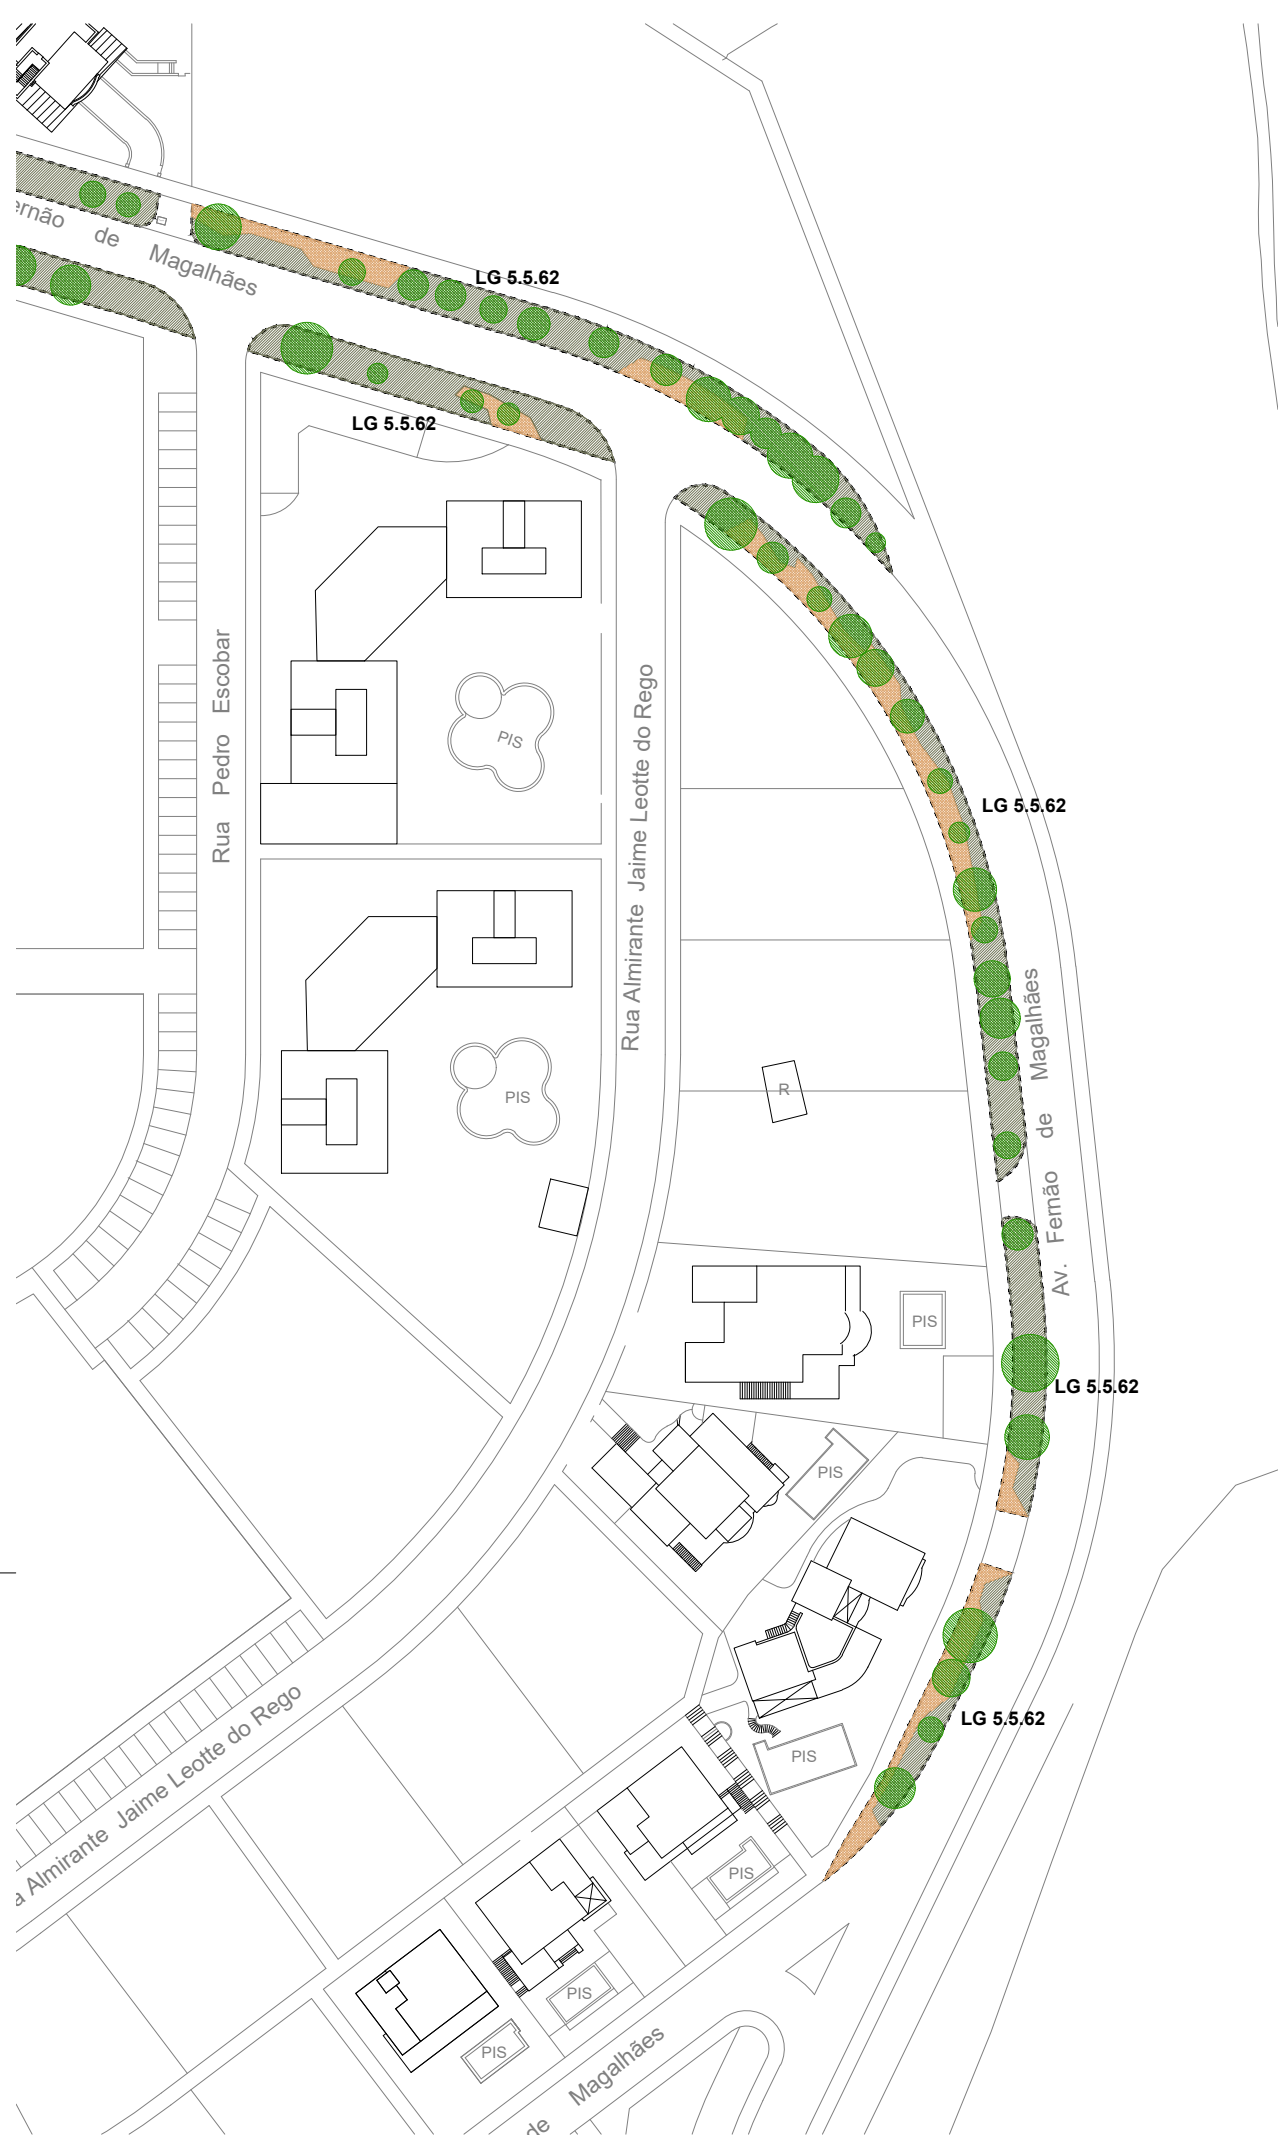 ernão de Magalhães
LG 5.5.62
LG 5.5.62
Rua Pedro Escobar
PIS
Rua Almirante Jaime Leotte do Rego
LG 5.5.62
PIS
R
Av. Fernão de Magalhães
PIS
LG 5.5.62
PIS
Rua Almirante Jaime Leotte do Rego
LG 5.5.62
PIS
PIS
PIS
PIS
de Magalhães